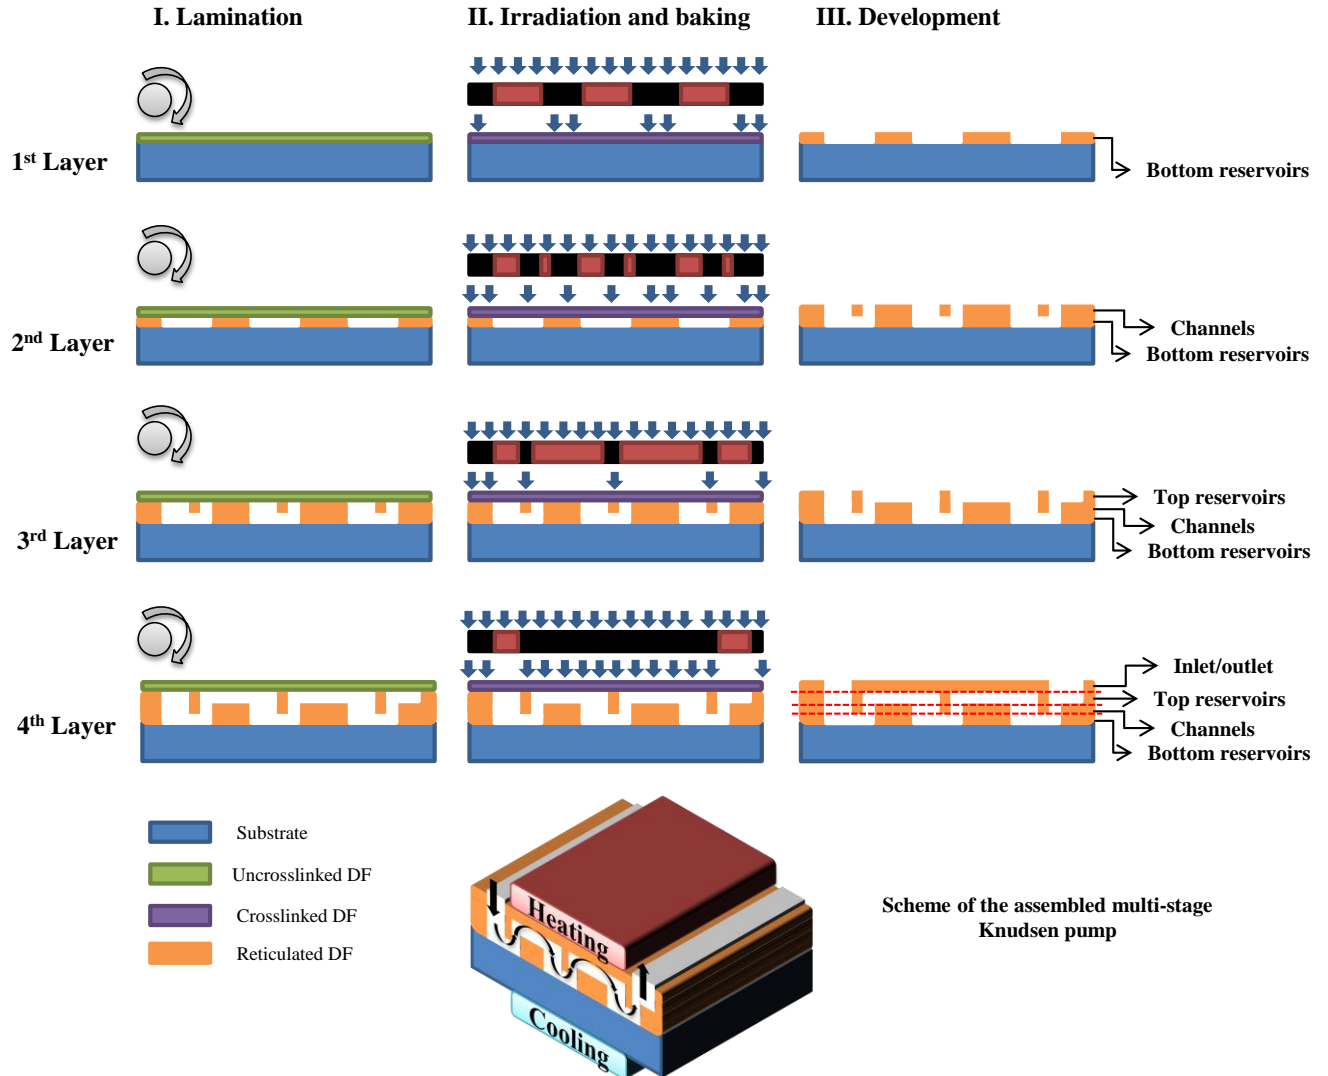 I. Lamination
II. Irradiation and baking
III. Development
1st Layer
Bottom reservoirs
2nd Layer
Channels
Bottom reservoirs
3rd Layer
Top reservoirs
Channels
Bottom reservoirs
4th Layer
Inlet/outlet
Top reservoirs
Channels
Bottom reservoirs
Substrate
Uncrosslinked DF
Crosslinked DF
Reticulated DF
Heating
Cooling
Scheme of the assembled multi-stage
Knudsen pump